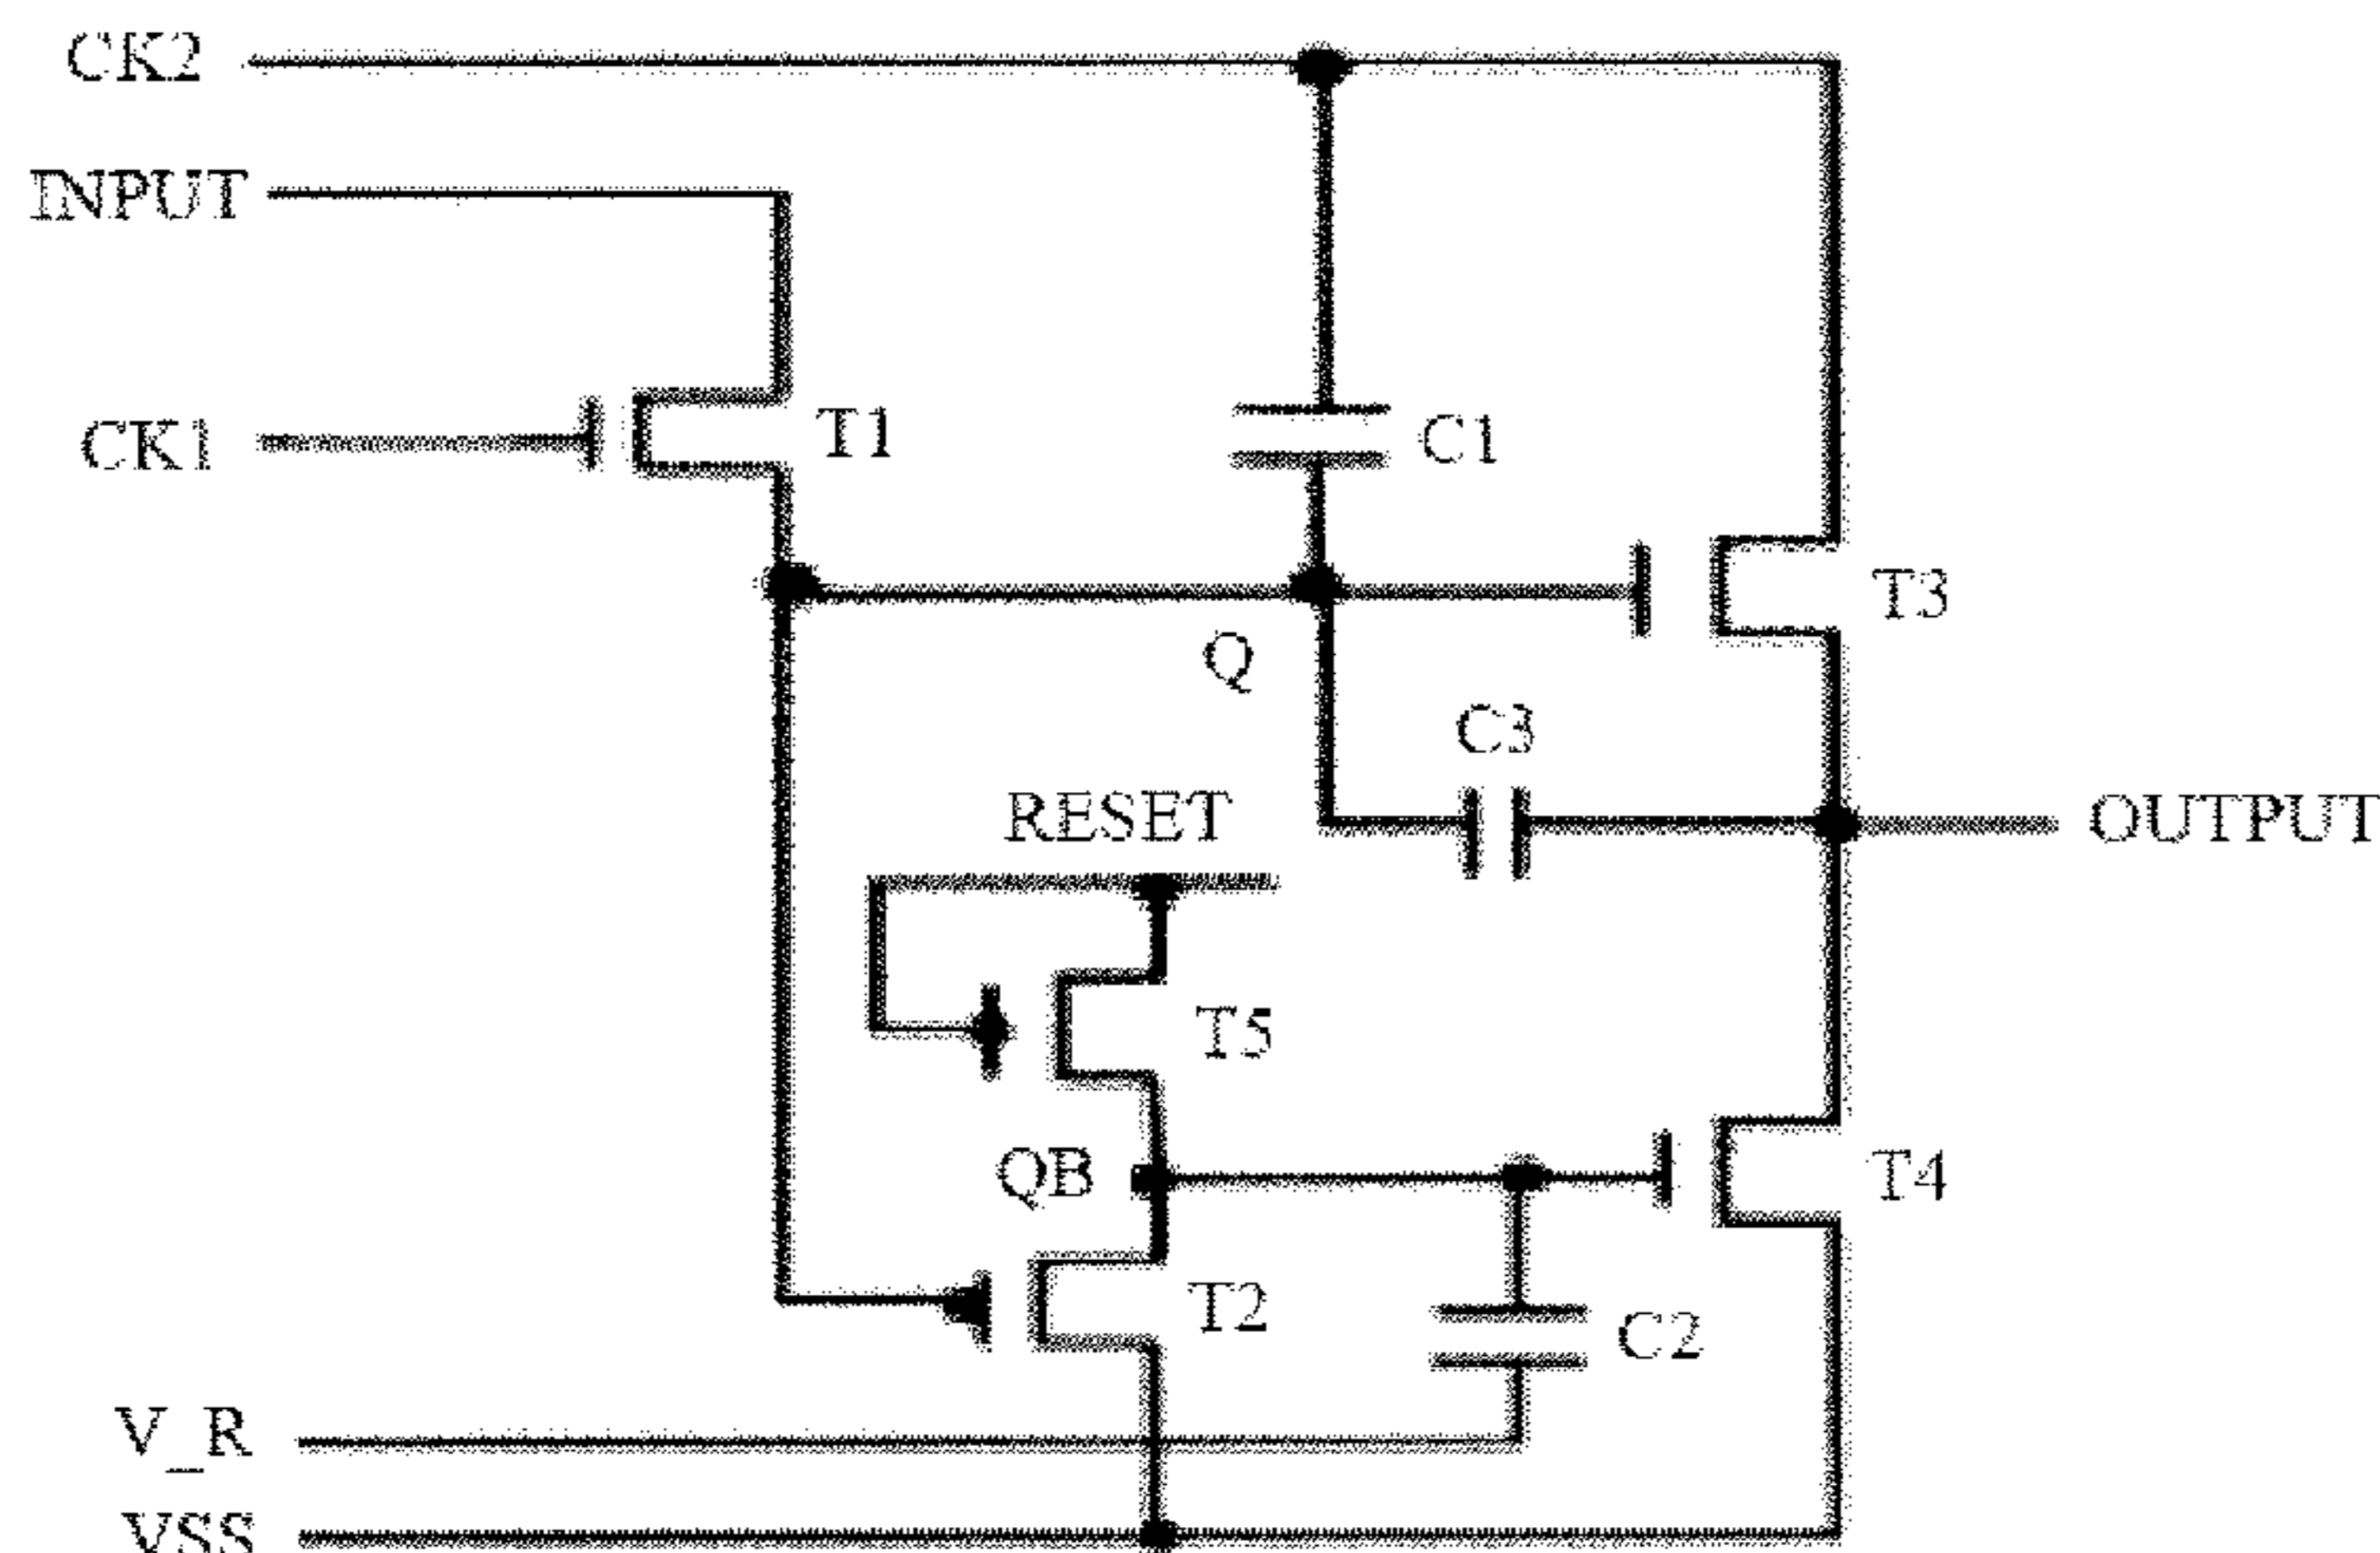 CK2
INPUT
CK1
T1
C1
T3
Q
C3
RESET
OUTPUT
T5
QB
T4
T2
C2
V_R
VSS